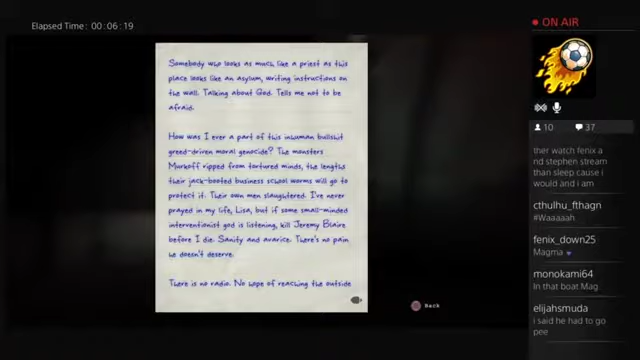 Elapsed Time : 00:06:19
ON AIR
Somebody who looks as much like a priest as this
place looks like an asylum, writing instructions on
the wall. Talking about God. Tells me not to be
afraid.
How was I ever a part of this inhuman bullshit
greed-driven moral genocide? The monsters
Murkoff ripped from tortured minds, the lengths
their jack-booted business school worms will go to
protect it. Their own men slaughtered. I've never
prayed in my life, Lisa, but if some small-minded
interventionist god is listening, kill Jeremy Blaire
before I die. Sanity and avarice. There's no pain
he doesn't deserve.
There is no radio. No hope of reaching the outside
Back
10
37
ther watch fenix a
nd stephen stream
than sleep cause i
would and i am
cthulhu_fthagn
#Waaaaah
fenix_down25
Magma
monokami64
In that boat Mag
elijahsmuda
i said he had to go
pee